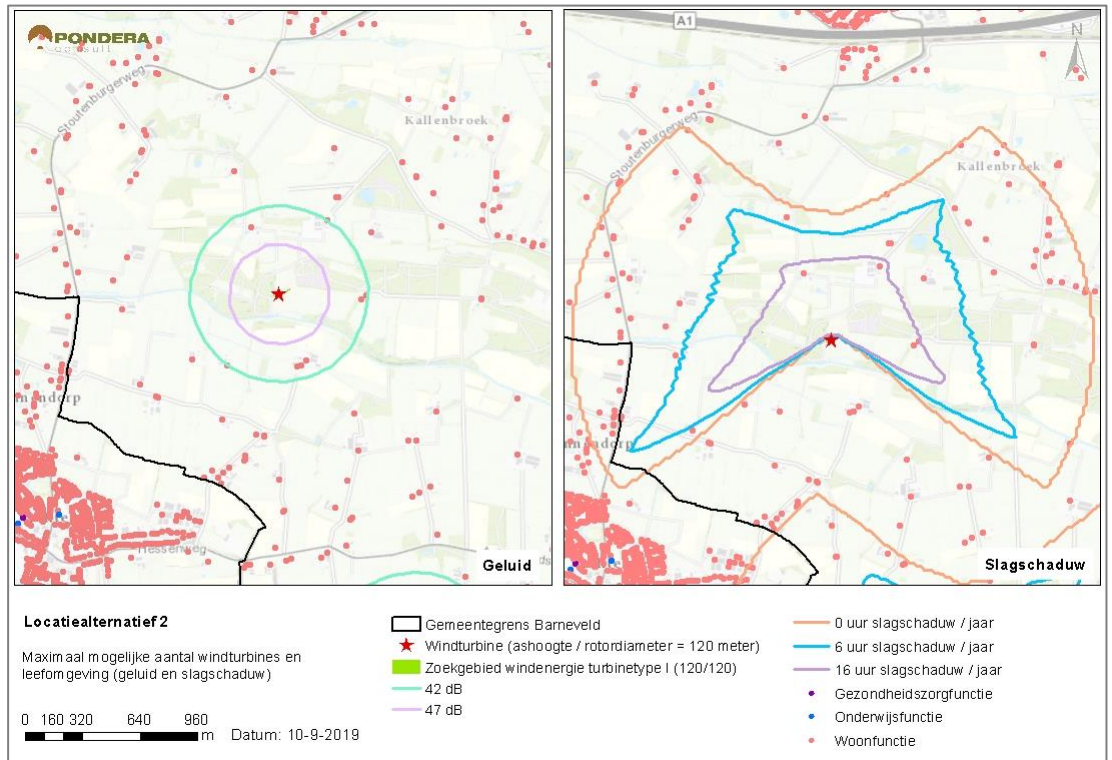 PONDERA
consult
Stoutenburgerweg
Kallenbroek
Hessenweg
Geluid
A1
N
Stoutenburgerweg
Kallenbroek
Slagschaduw
Locatiealternatief 2
Maximaal mogelijke aantal windturbines en
leefomgeving (geluid en slagschaduw)
0 160 320 640 960
m
Datum: 10-9-2019
Gemeentegrens Barneveld
Windturbine (ashoogte / rotordiameter = 120 meter)
Zoekgebied windenergie turbinetype I (120/120)
42 dB
47 dB
0 uur slagschaduw / jaar
6 uur slagschaduw / jaar
16 uur slagschaduw / jaar
Gezondheidszorgfunctie
Onderwijsfunctie
Woonfunctie